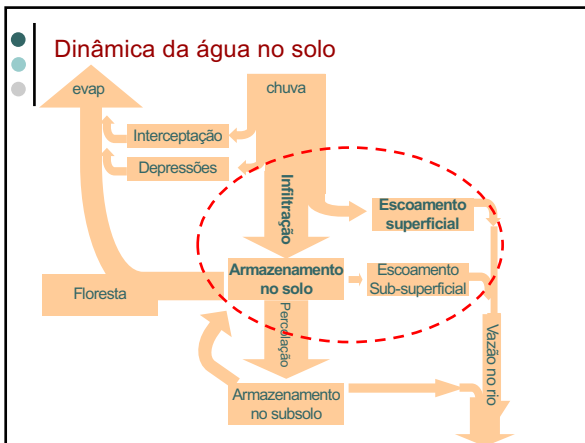 Dinâmica da água no solo
evap
chuva
Interceptação
Depressões
Infiltração
Escoamento
superficial
Armazenamento
no solo
Escoamento
Sub-superficial
Floresta
Percolação
Vazão no rio
Armazenamento
no subsolo